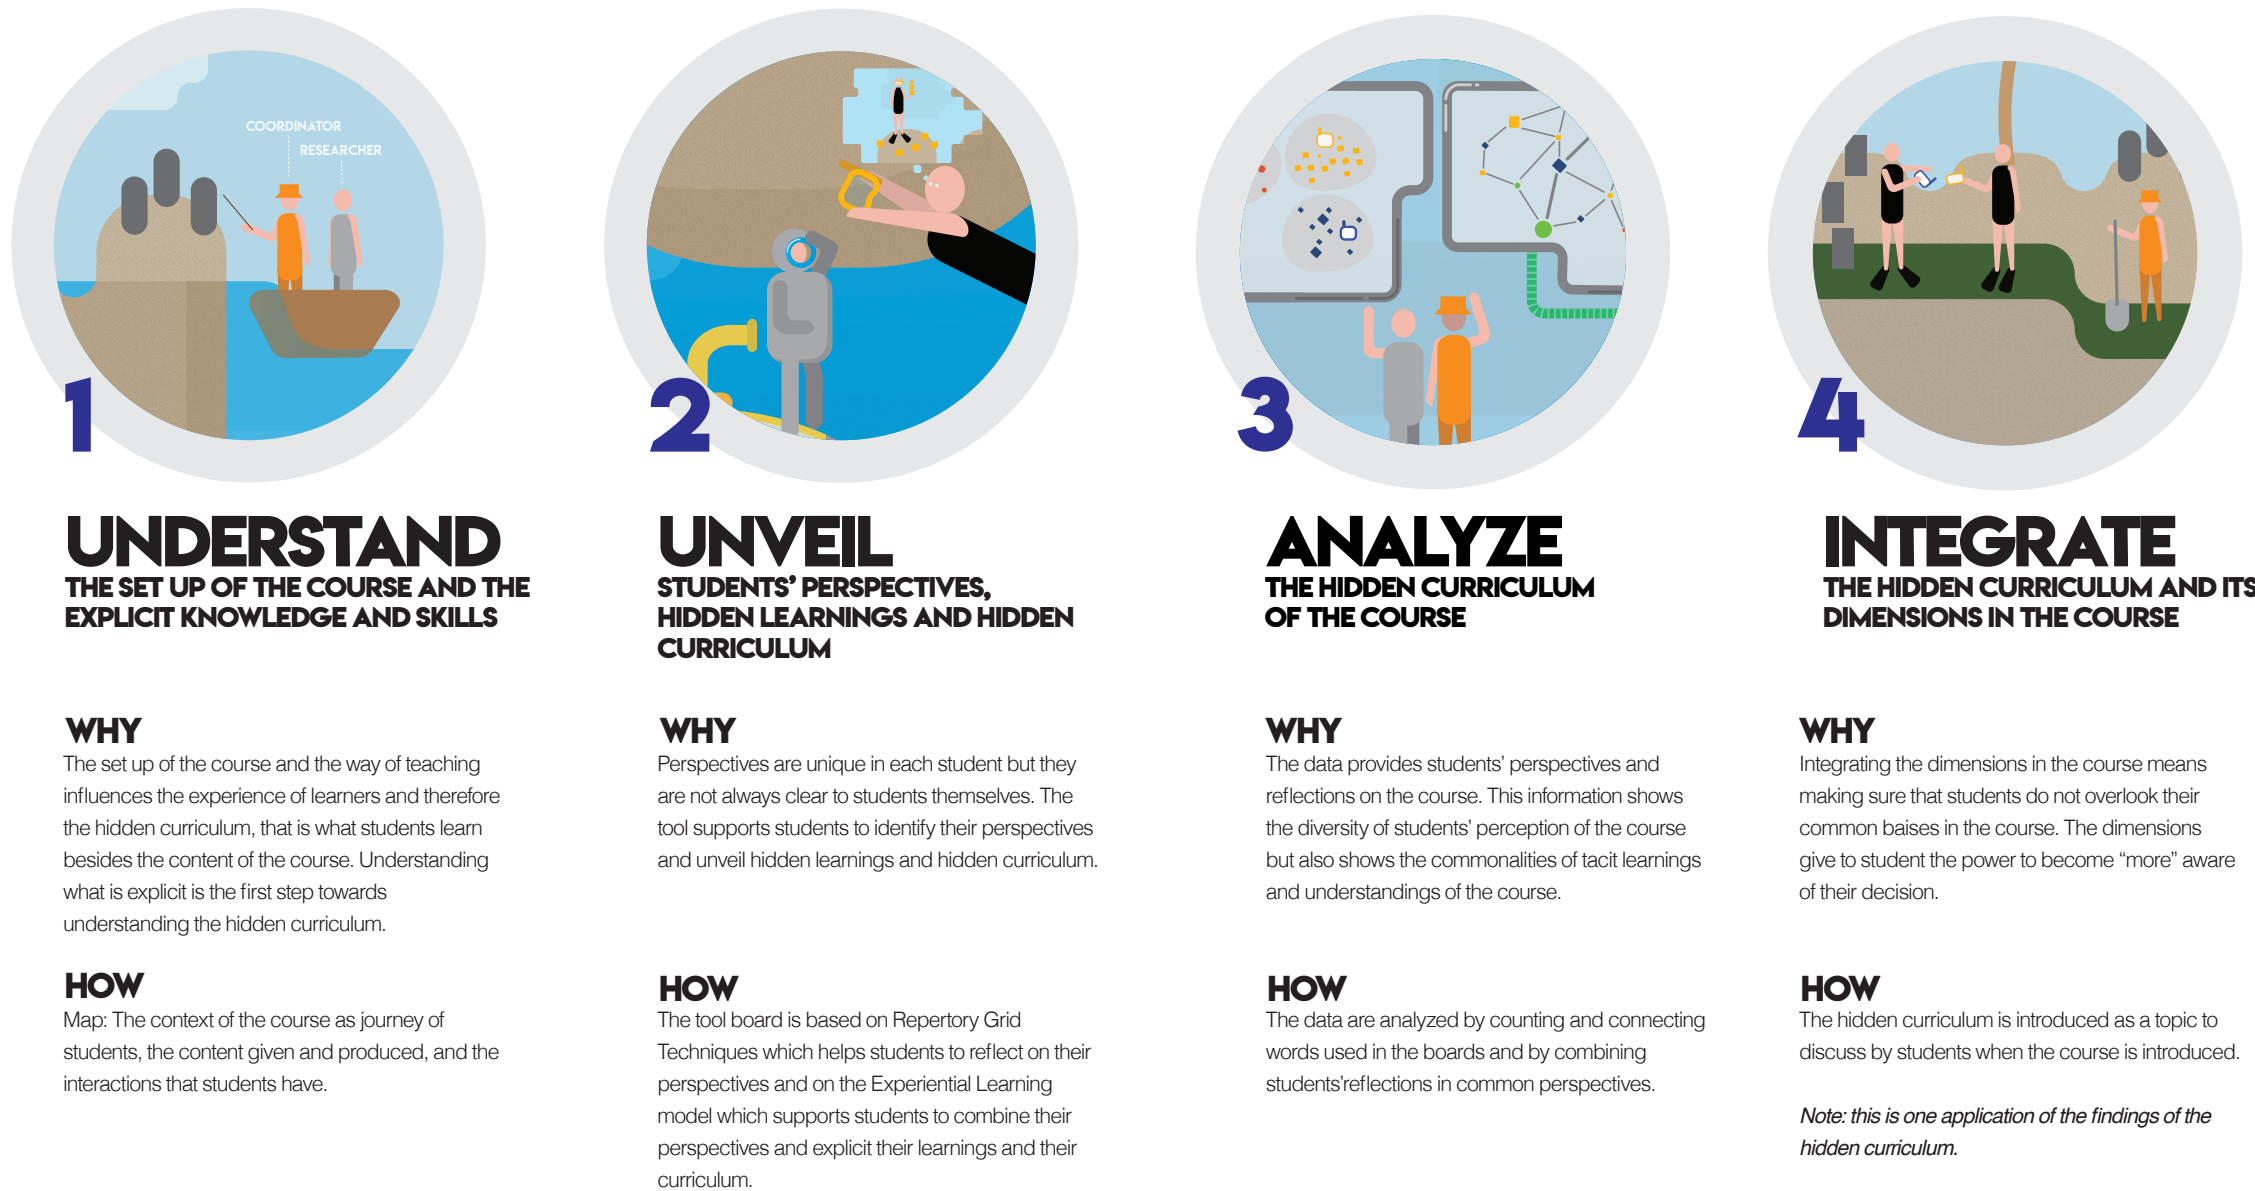 COORDINATOR
RESEARCHER
1
UNDERSTAND
THE SET UP OF THE COURSE AND THE
EXPLICIT KNOWLEDGE AND SKILLS
WHY
The set up of the course and the way of teaching
influences the experience of learners and therefore
the hidden curriculum, that is what students learn
besides the content of the course. Understanding
what is explicit is the first step towards
understanding the hidden curriculum.
HOW
Map: The context of the course as journey of
students, the content given and produced, and the
interactions that students have.
2
UNVEIL
STUDENTS’ PERSPECTIVES,
HIDDEN LEARNINGS AND HIDDEN
CURRICULUM
WHY
Perspectives are unique in each student but they
are not always clear to students themselves. The
tool supports students to identify their perspectives
and unveil hidden learnings and hidden curriculum.
HOW
The tool board is based on Repertory Grid
Techniques which helps students to reflect on their
perspectives and on the Experiential Learning
model which supports students to combine their
perspectives and explicit their learnings and their
curriculum.
3
ANALYZE
THE HIDDEN CURRICULUM
OF THE COURSE
WHY
The data provides students’ perspectives and
reflections on the course. This information shows
the diversity of students’ perception of the course
but also shows the commonalities of tacit learnings
and understandings of the course.
HOW
The data are analyzed by counting and connecting
words used in the boards and by combining
students’reflections in common perspectives.
4
INTEGRATE
THE HIDDEN CURRICULUM AND ITS
DIMENSIONS IN THE COURSE
WHY
Integrating the dimensions in the course means
making sure that students do not overlook their
common baises in the course. The dimensions
give to student the power to become “more” aware
of their decision.
HOW
The hidden curriculum is introduced as a topic to
discuss by students when the course is introduced.
Note: this is one application of the findings of the
hidden curriculum.